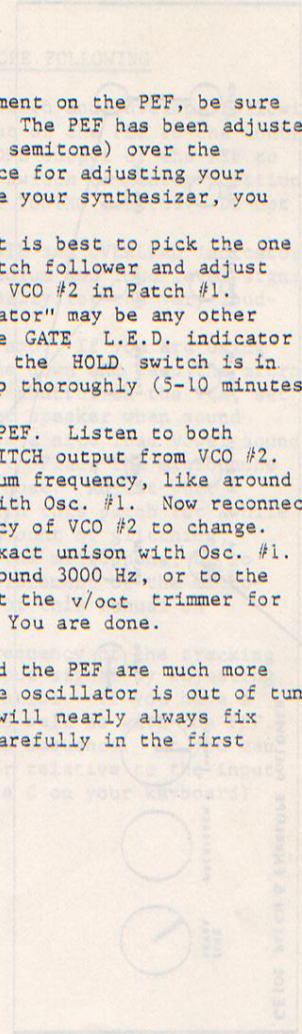 ment on the PEF, be sure
The PEF has been adjuste
semitone) over the
ce for adjusting your
e your synthesizer, you
t is best to pick the one
tch follower and adjust
VCO #2 in Patch #1.
ator" may be any other
e GATE L.E.D. indicator
the HOLD switch is in
p thoroughly (5-10 minutes
PEF. Listen to both
ITCH output from VCO #2.
um frequency, like around
ith Osc. #1. Now reconnec
cy of VCO #2 to change.
xact unison with Osc. #1.
ound 3000 Hz, or to the
t the v/oct trimmer for
You are done.
d the PEF are much more
e oscillator is out of tun
will nearly always fix
arefully in the first